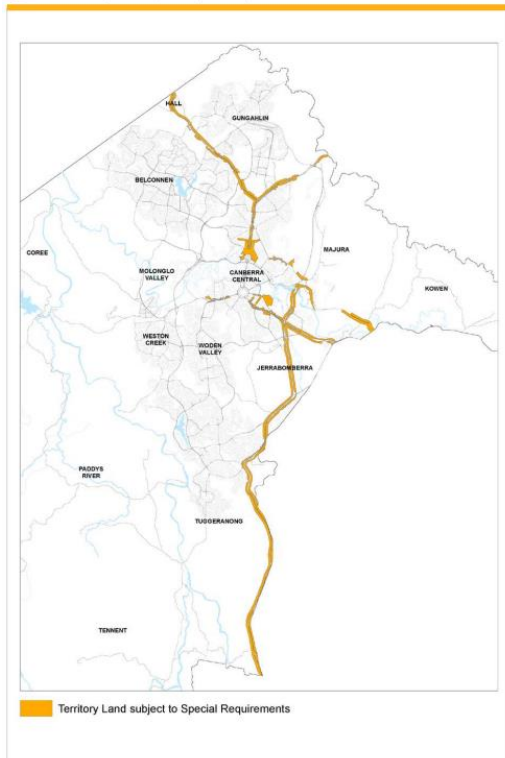 HALL
GUNGAHLIN
BELCONNEN
MAJURA
COREE
MOLONGLO
VALLEY
CANBERRA
CENTRAL
KOWEN
WESTON
CREEK
WODEN
VALLEY
JERRABOMBERRA
PADDYS
RIVER
TUGGERANONG
TENNENT
Territory Land subject to Special Requirements